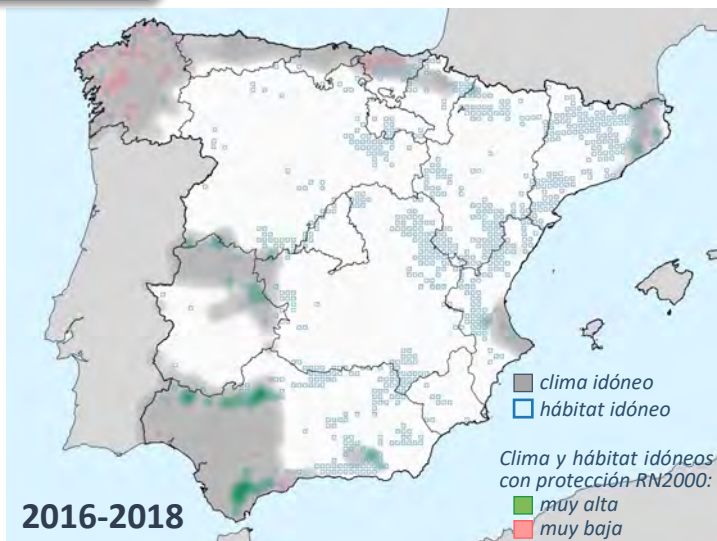 clima idóneo
hábitat idóneo
Clima y hábitat idóneos
con protección RN2000:
muy alta
muy baja
2016-2018